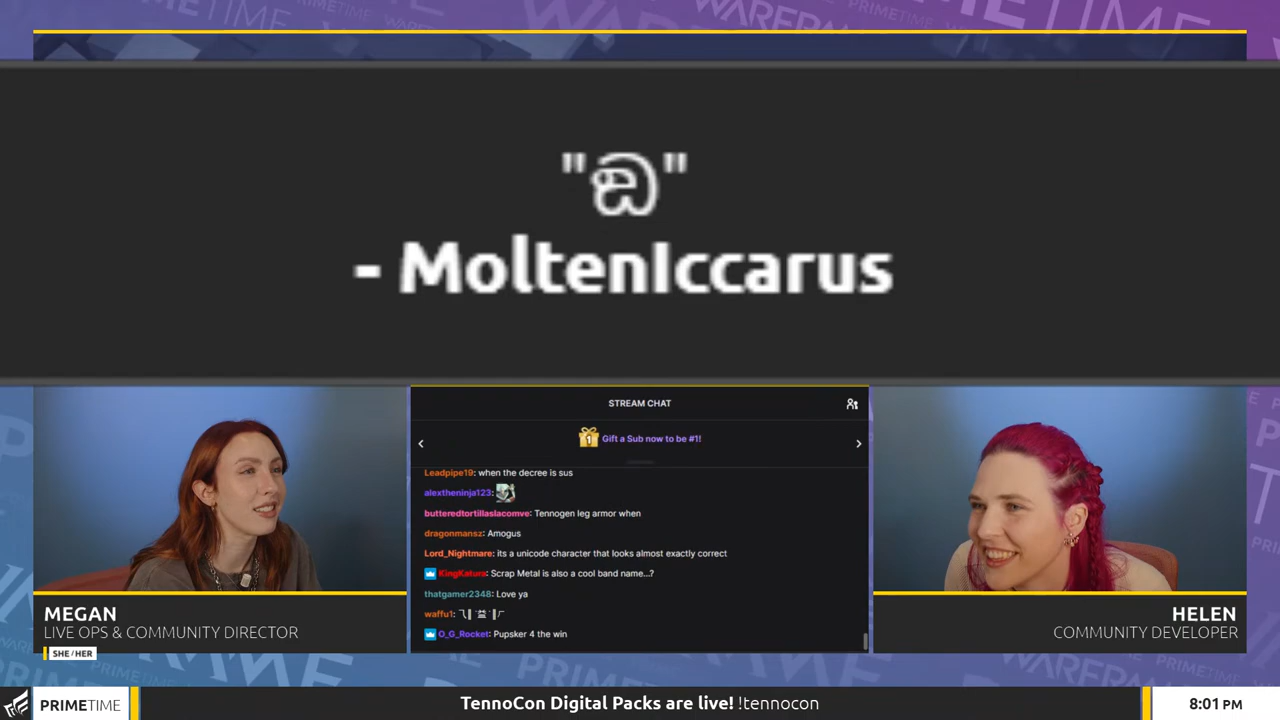 "ඞ"
- MoltenIccarus
STREAM CHAT
1
Gift a Sub now to be #1!
Leadpipe19: when the decree is sus
alextheninja123:
butteredtortillaslacomve: Tennogen leg armor when
dragonmansz: Amogus
Lord_Nightmare: its a unicode character that looks almost exactly correct
KingKatura: Scrap Metal is also a cool band name...?
thatgamer2348: Love ya
waffu1:
O_G_Rocket: Pupsker 4 the win
MEGAN
LIVE OPS & COMMUNITY DIRECTOR
SHE/HER
HELEN
COMMUNITY DEVELOPER
PRIMETIME
TennoCon Digital Packs are live! !tennocon
8:01 PM